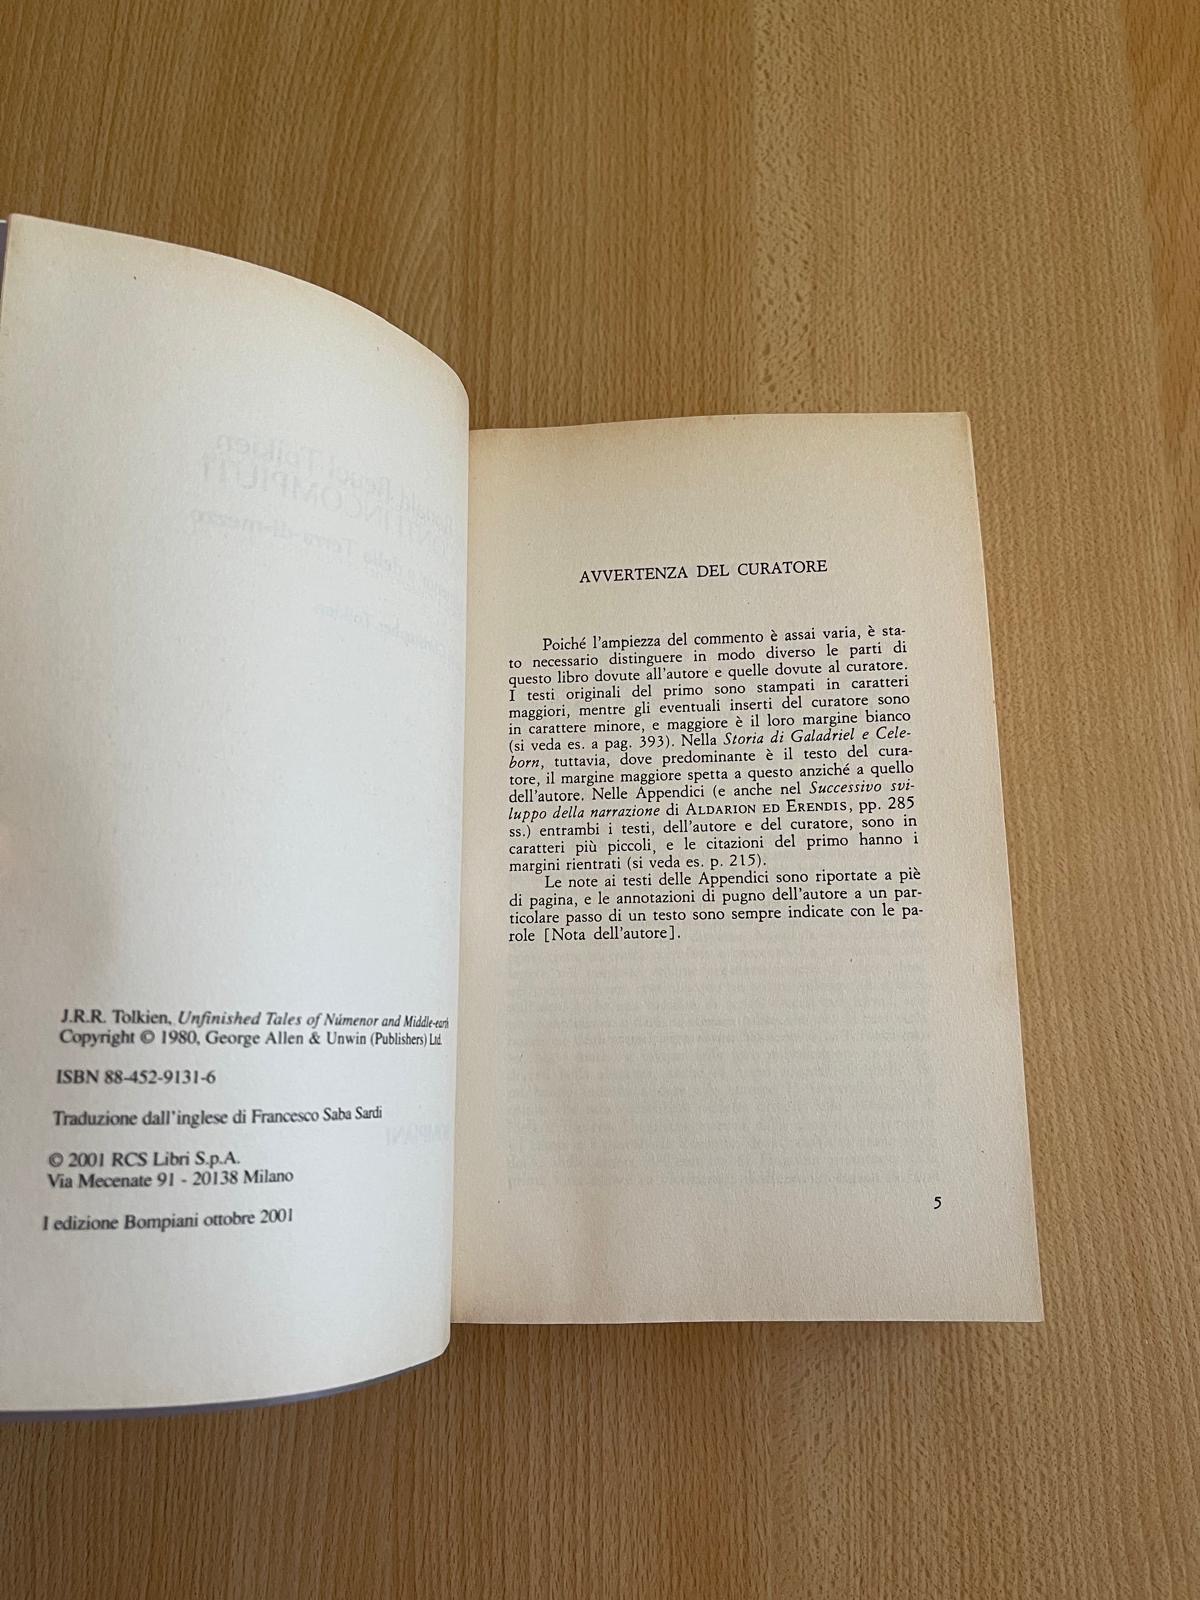 J.R.R. Tolkien, Unfinished Tales of Númenor and Middle-earth
Copyright © 1980, George Allen & Unwin (Publishers) Ltd.
ISBN 88-452-9131-6
Traduzione dall'inglese di Francesco Saba Sardi
© 2001 RCS Libri S.p.A.
Via Mecenate 91 - 20138 Milano
I edizione Bompiani ottobre 2001
AVVERTENZA DEL CURATORE
Poiché l'ampiezza del commento è assai varia, è sta-
to necessario distinguere in modo diverso le parti di
questo libro dovute all'autore e quelle dovute al curatore.
I testi originali del primo sono stampati in caratteri
maggiori, mentre gli eventuali inserti del curatore sono
in carattere minore, e maggiore è il loro margine bianco
(si veda es. a pag. 393). Nella Storia di Galadriel e Cele-
born, tuttavia, dove predominante è il testo del cura-
tore, il margine maggiore spetta a questo anziché a quello
dell'autore. Nelle Appendici (e anche nel Successivo svi-
luppo della narrazione di ALDARION ED ERENDIS, pp. 285
ss.) entrambi i testi, dell'autore e del curatore, sono in
caratteri più piccoli, e le citazioni del primo hanno i
margini rientrati (si veda es. p. 215).
Le note ai testi delle Appendici sono riportate a piè
di pagina, e le annotazioni di pugno dell'autore a un par-
ticolare passo di un testo sono sempre indicate con le pa-
role [Nota dell'autore].
5